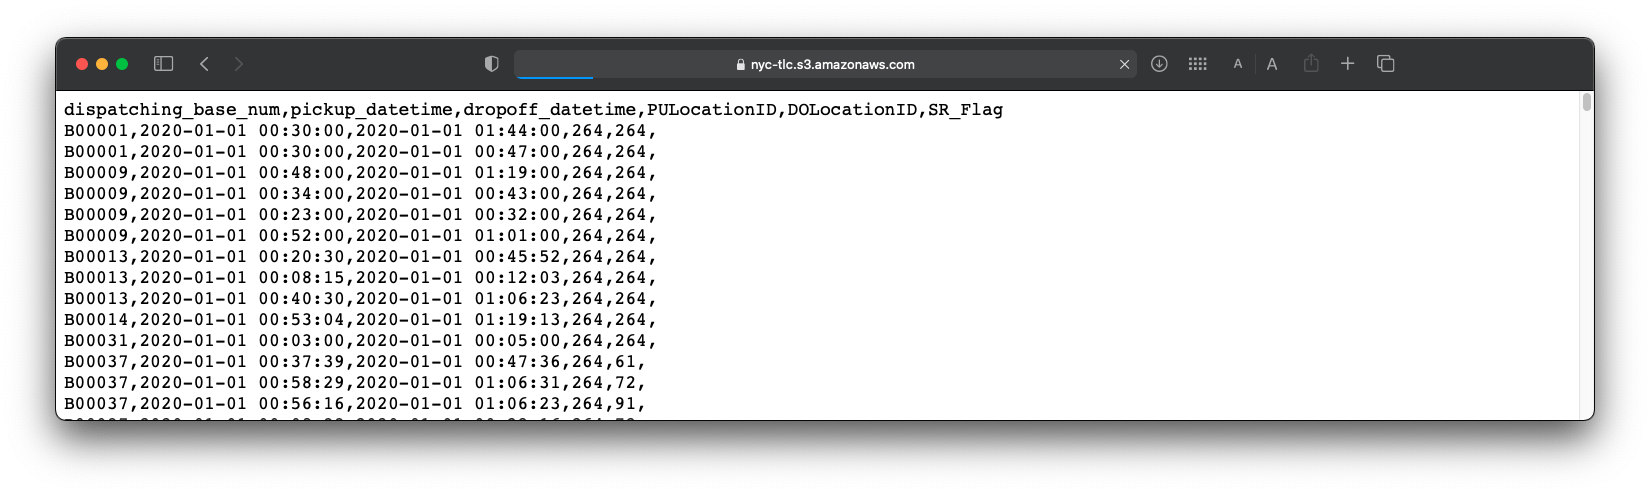 nyc-tlc.s3.amazonaws.com
A A
dispatching_base_num,pickup_datetime,dropoff_datetime,PULocationID,DOLocationID,SR_Flag
B00001,2020-01-01 00:30:00,2020-01-01 01:44:00,264,264,
B00001,2020-01-01 00:30:00,2020-01-01 00:47:00,264,264,
B00009,2020-01-01 00:48:00,2020-01-01 01:19:00,264,264,
B00009,2020-01-01 00:34:00,2020-01-01 00:43:00,264,264,
B00009,2020-01-01 00:23:00,2020-01-01 00:32:00,264,264,
B00009,2020-01-01 00:52:00,2020-01-01 01:01:00,264,264,
B00013,2020-01-01 00:20:30,2020-01-01 00:45:52,264,264,
B00013,2020-01-01 00:08:15,2020-01-01 00:12:03,264,264,
B00013,2020-01-01 00:40:30,2020-01-01 01:06:23,264,264,
B00014,2020-01-01 00:53:04,2020-01-01 01:19:13,264,264,
B00031,2020-01-01 00:03:00,2020-01-01 00:05:00,264,264,
B00037,2020-01-01 00:37:39,2020-01-01 00:47:36,264,61,
B00037,2020-01-01 00:58:29,2020-01-01 01:06:31,264,72,
B00037,2020-01-01 00:56:16,2020-01-01 01:06:23,264,91,